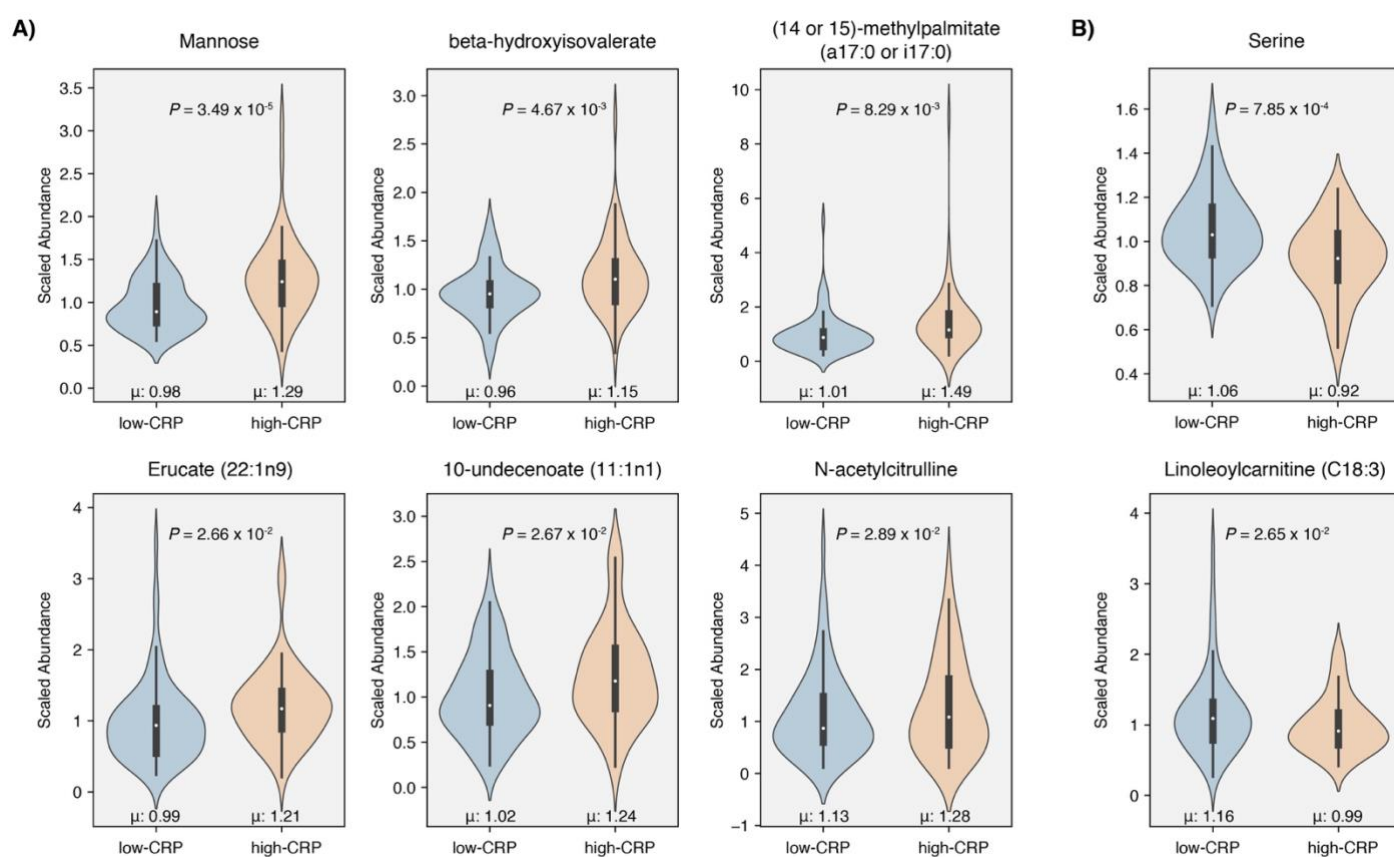 A)
Mannose
3.5
3.0
2.5
2.0
1.5
1.0
0.5
0.0
Scaled Abundance
P = 3.49 x 10-5
μ: 0.98
μ: 1.29
low-CRP
high-CRP
beta-hydroxyisovalerate
3.0
2.5
2.0
1.5
1.0
0.5
0.0
Scaled Abundance
P = 4.67 x 10-3
μ: 0.96
μ: 1.15
low-CRP
high-CRP
(14 or 15)-methylpalmitate
(a17:0 or i17:0)
10
8
6
4
2
0
Scaled Abundance
P = 8.29 x 10-3
μ: 1.01
μ: 1.49
low-CRP
high-CRP
B)
Serine
1.6
1.4
1.2
1.0
0.8
0.6
0.4
Scaled Abundance
P = 7.85 x 10-4
μ: 1.06
μ: 0.92
low-CRP
high-CRP
Erucate (22:1n9)
4
3
2
1
0
Scaled Abundance
P = 2.66 x 10-2
μ: 0.99
μ: 1.21
low-CRP
high-CRP
10-undecenoate (11:1n1)
3.0
2.5
2.0
1.5
1.0
0.5
0.0
Scaled Abundance
P = 2.67 x 10-2
μ: 1.02
μ: 1.24
low-CRP
high-CRP
N-acetylcitrulline
5
4
3
2
1
0
−1
Scaled Abundance
P = 2.89 x 10-2
μ: 1.13
μ: 1.28
low-CRP
high-CRP
Linoleoylcarnitine (C18:3)
4
3
2
1
0
Scaled Abundance
P = 2.65 x 10-2
μ: 1.16
μ: 0.99
low-CRP
high-CRP